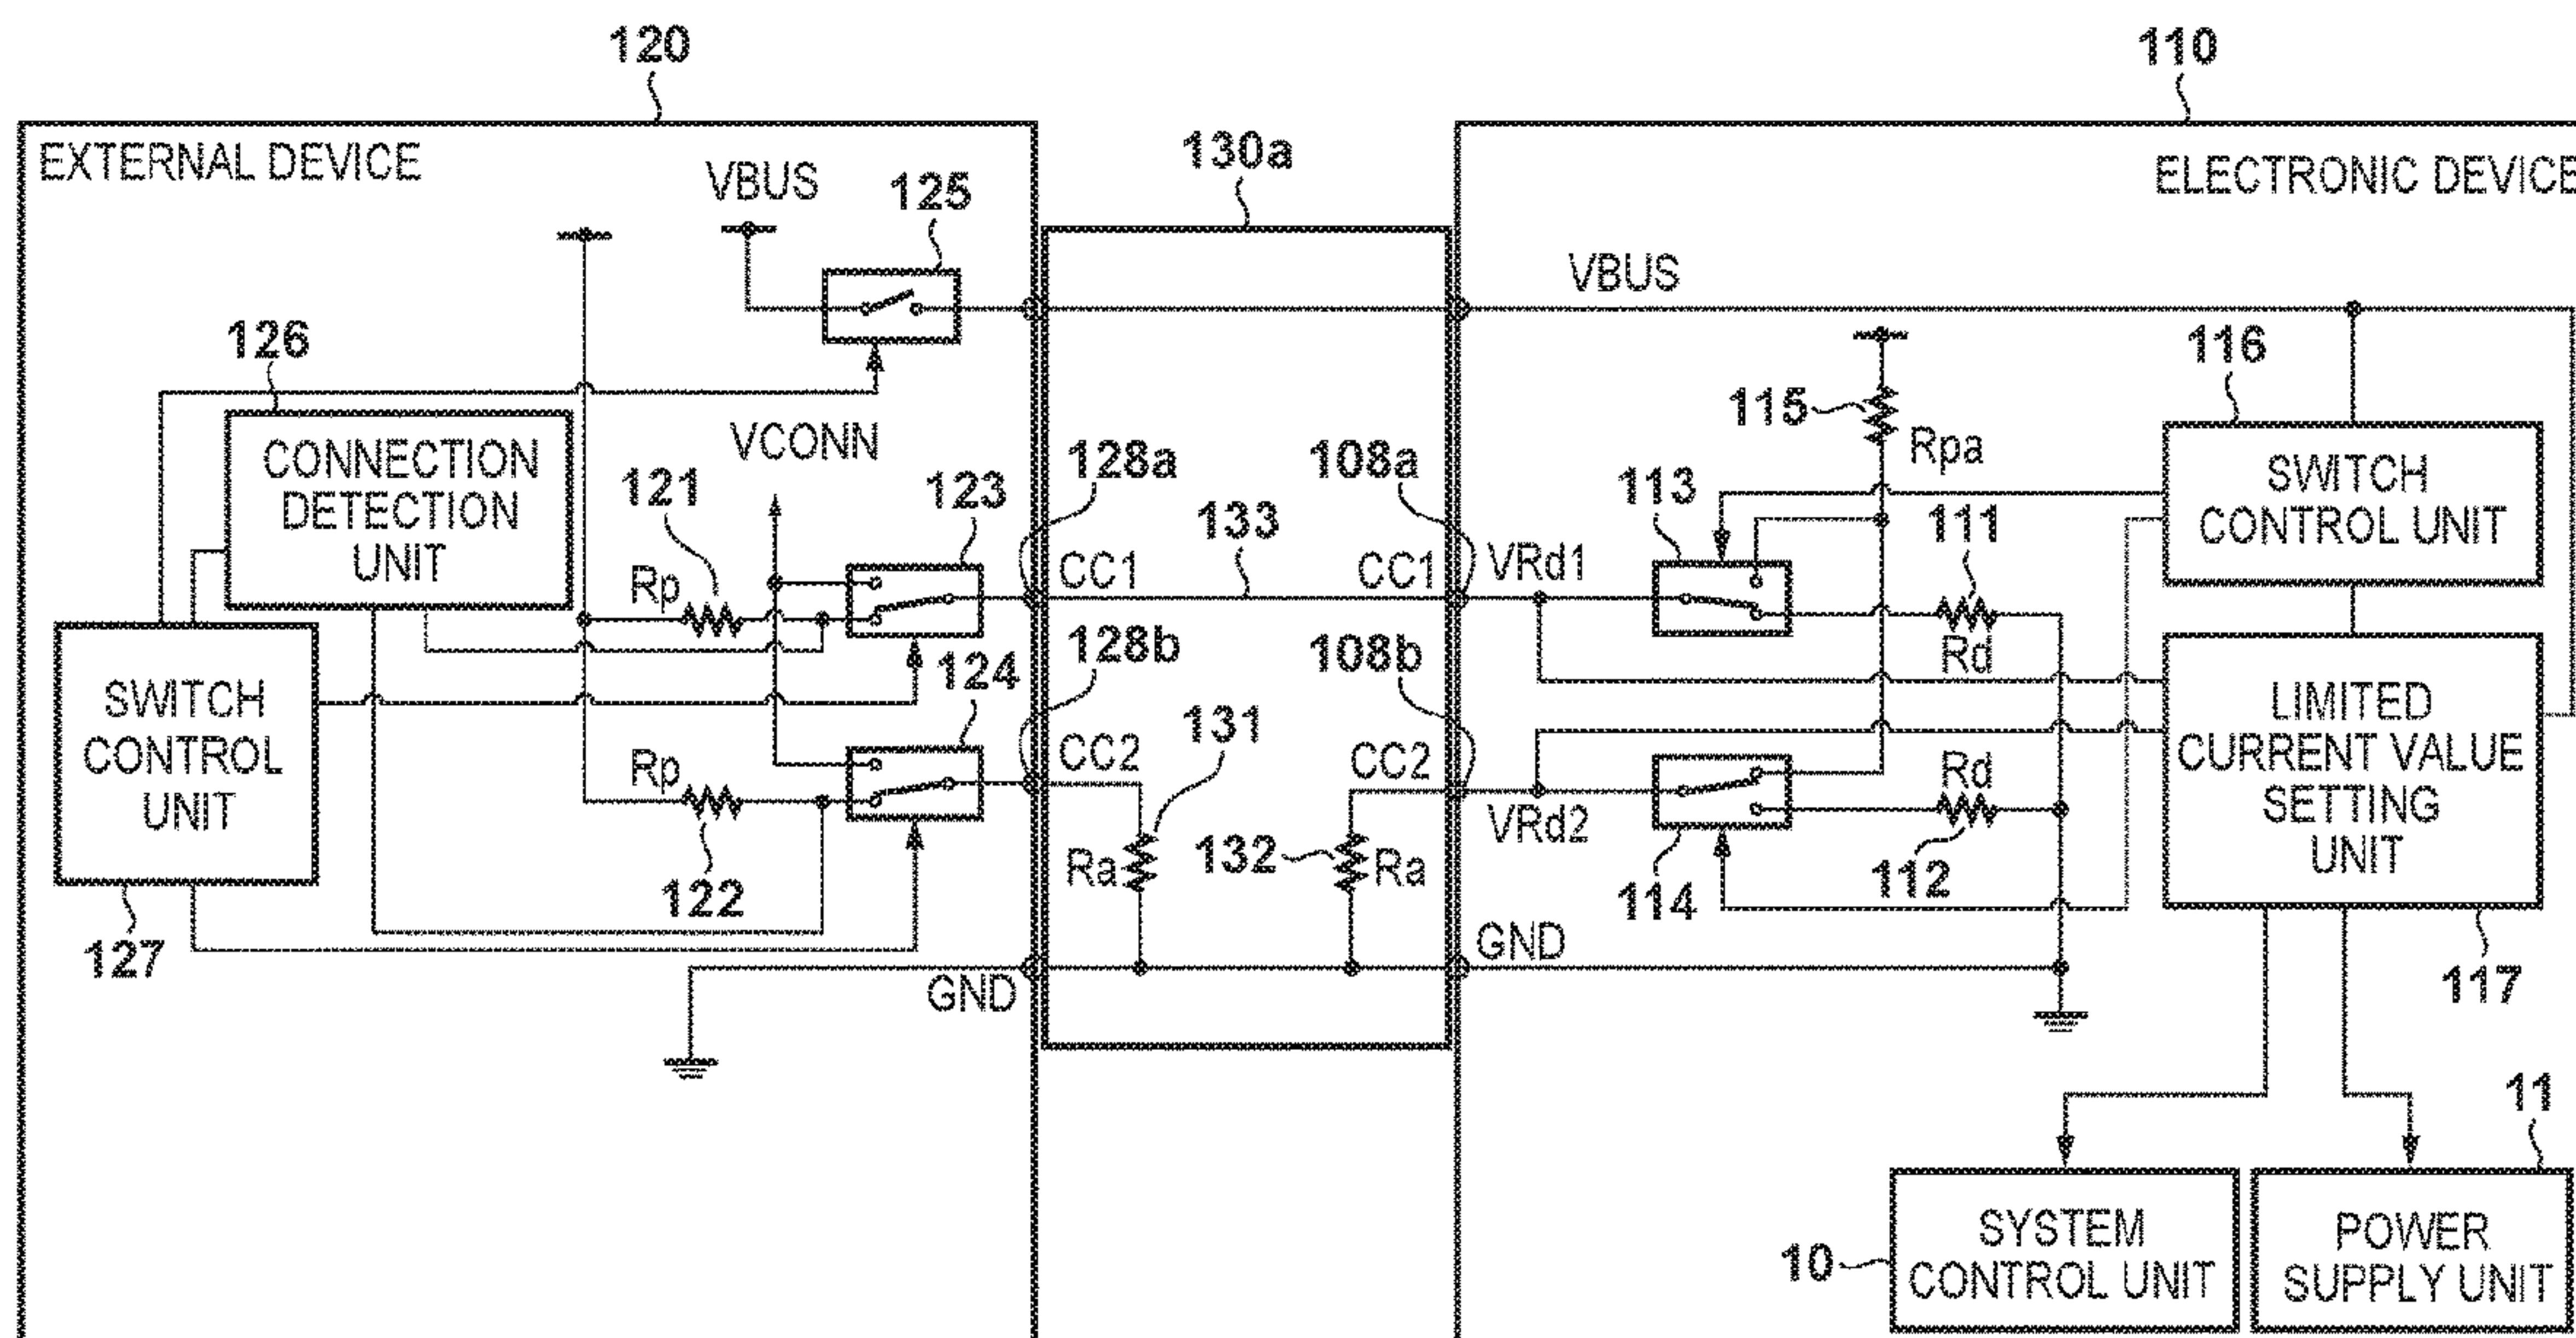 120
110
EXTERNAL DEVICE
130a
ELECTRONIC DEVICE
VBUS
125
VBUS
126
116
115
Rpa
CONNECTION
DETECTION
UNIT
VCONN
128a
108a
SWITCH
CONTROL UNIT
121
123
113
111
133
Rp
CC1
CC1
VRd1
Rd
128b
108b
124
SWITCH
CONTROL
UNIT
LIMITED
CURRENT VALUE
SETTING
UNIT
131
Rp
CC2
CC2
Rd
VRd2
122
Ra
132
Ra
114
112
127
GND
GND
117
11
10
SYSTEM
CONTROL UNIT
POWER
SUPPLY UNIT